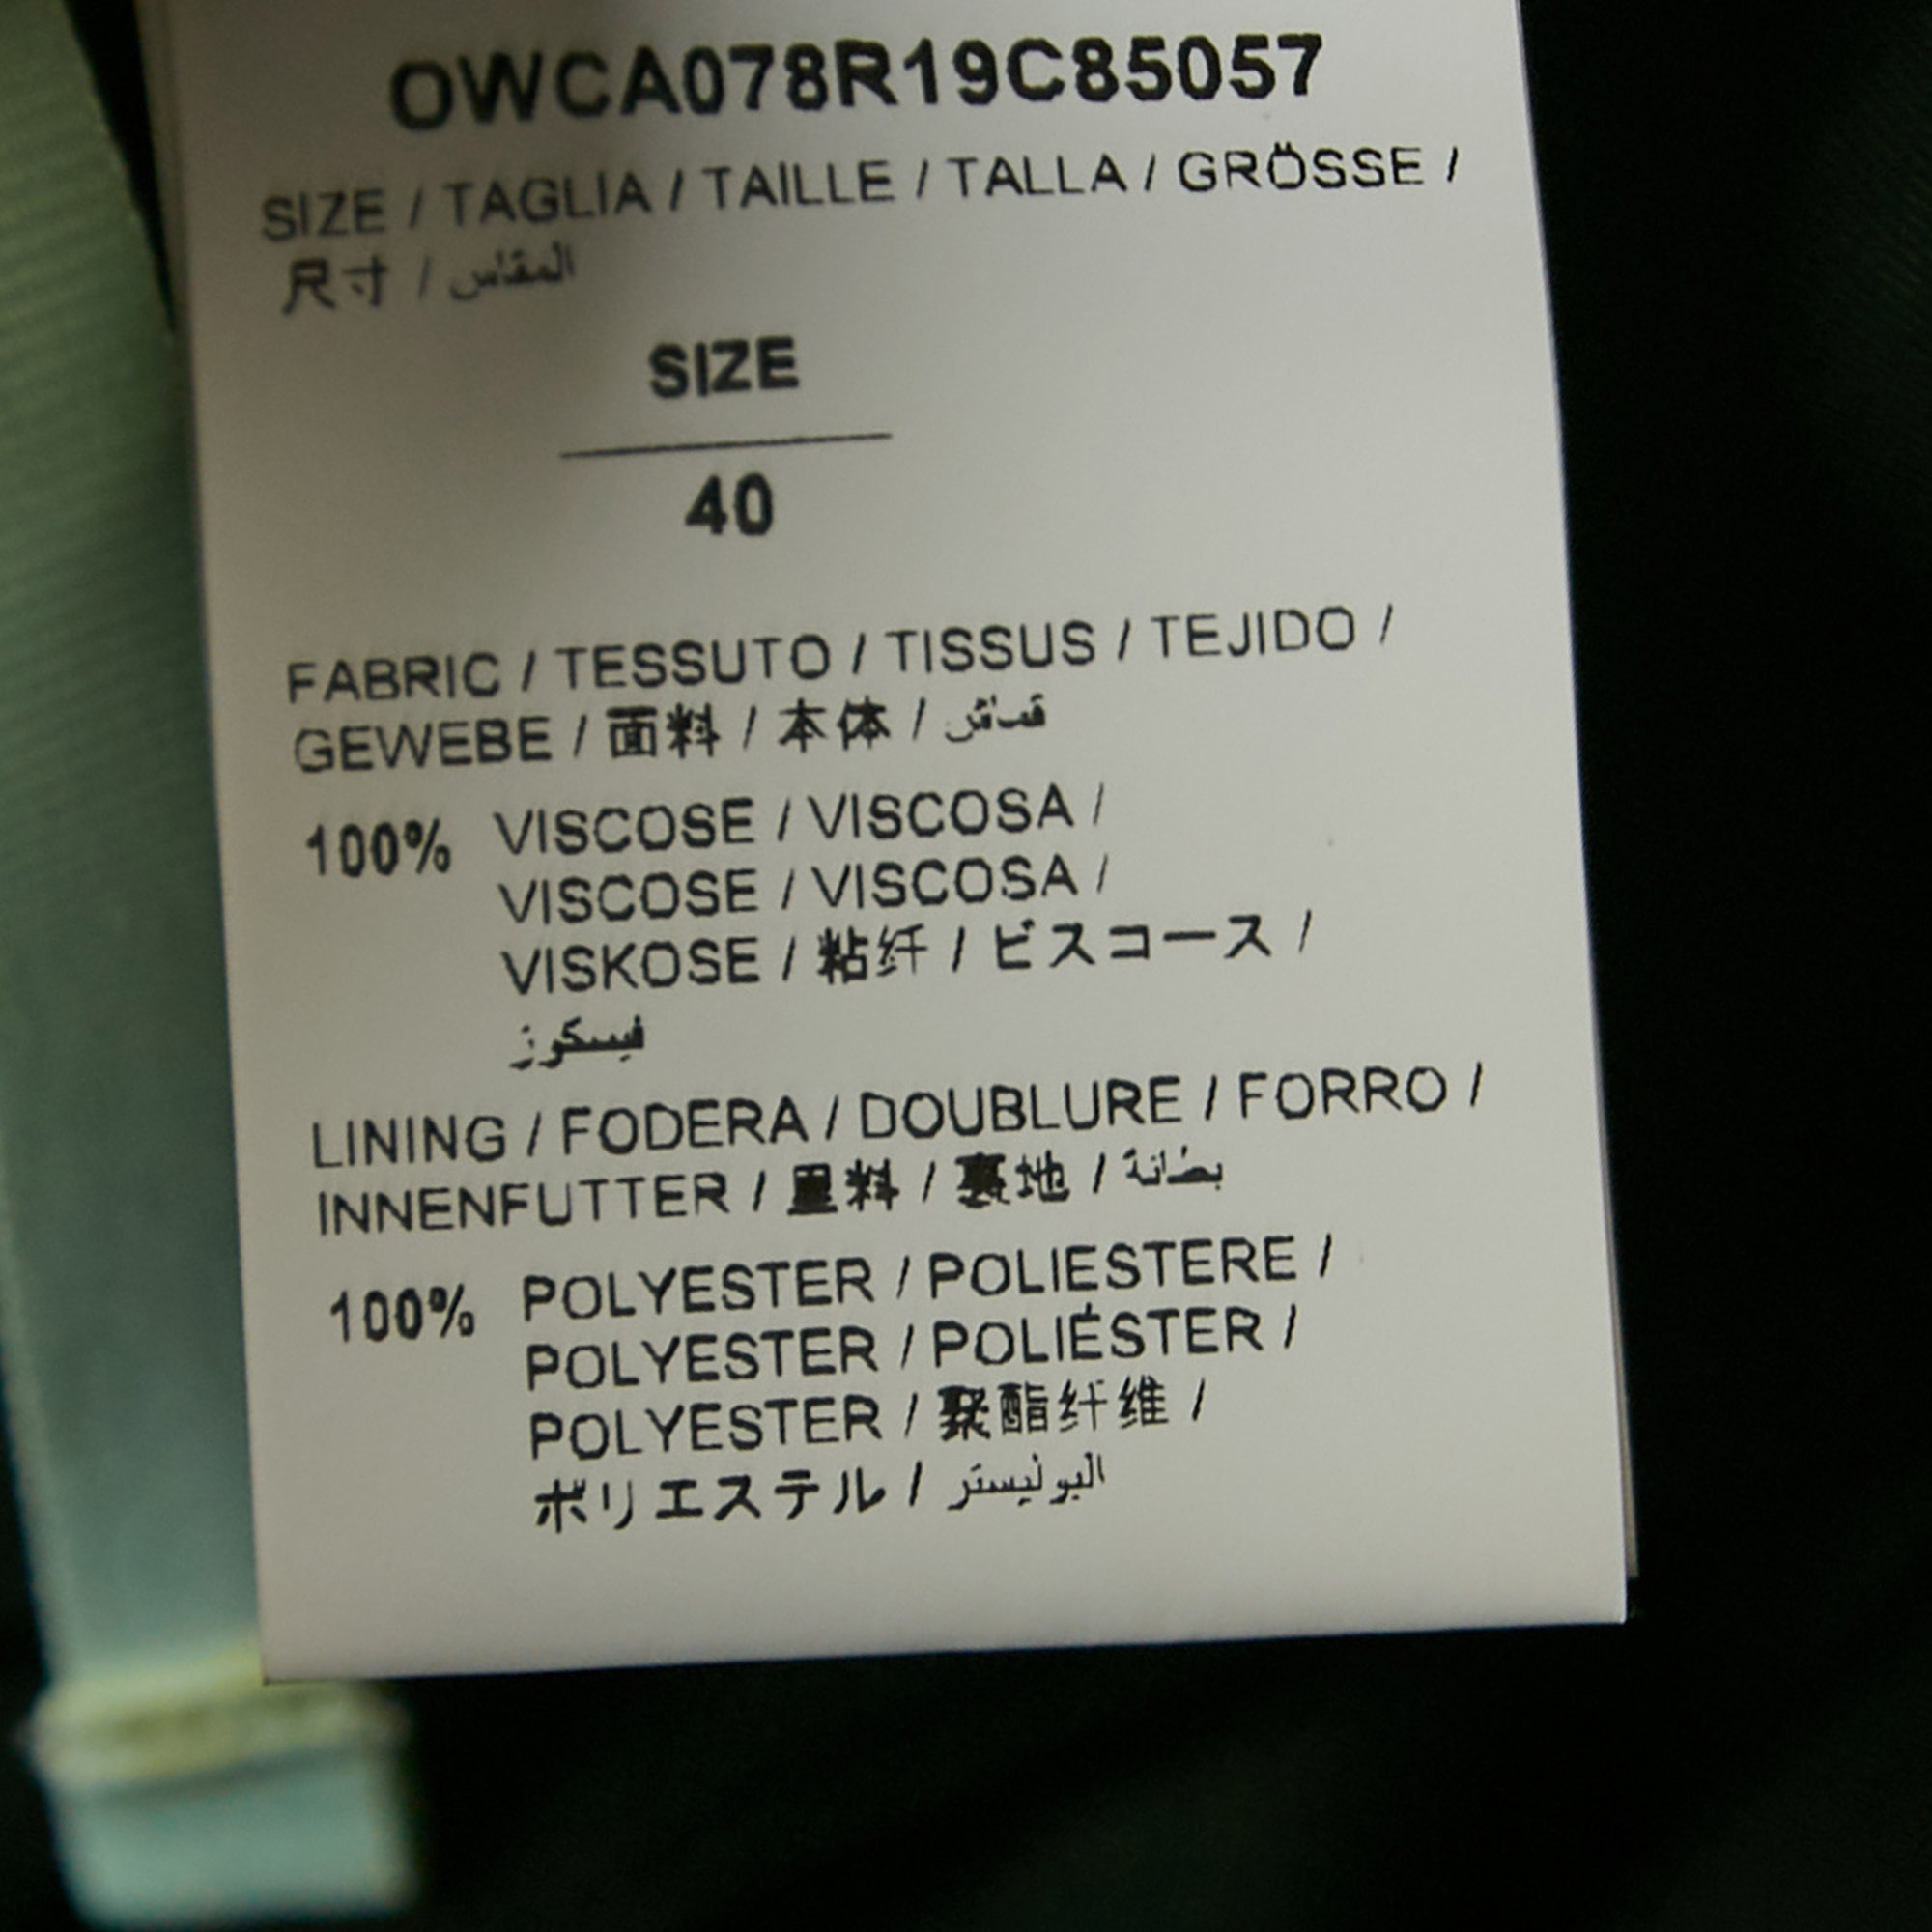 OWCA078R19C85057
SIZE / TAGLIA / TAILLE / TALLA / GRÖSSE /
尺寸 / المقاس
SIZE
40
FABRIC / TESSUTO / TISSUS / TEJIDO /
GEWEBE / 面料 / 本体 / قماش
100% VISCOSE / VISCOSA /
VISCOSE / VISCOSA /
VISKOSE / 粘纤 / ビスコース /
فيسكوز
LINING / FODERA / DOUBLURE / FORRO /
INNENFUTTER / 里料 / 裏地 / بطانة
100% POLYESTER / POLIESTERE /
POLYESTER / POLIÉSTER /
POLYESTER / 聚酯纤维 /
ポリエステル / البوليستر